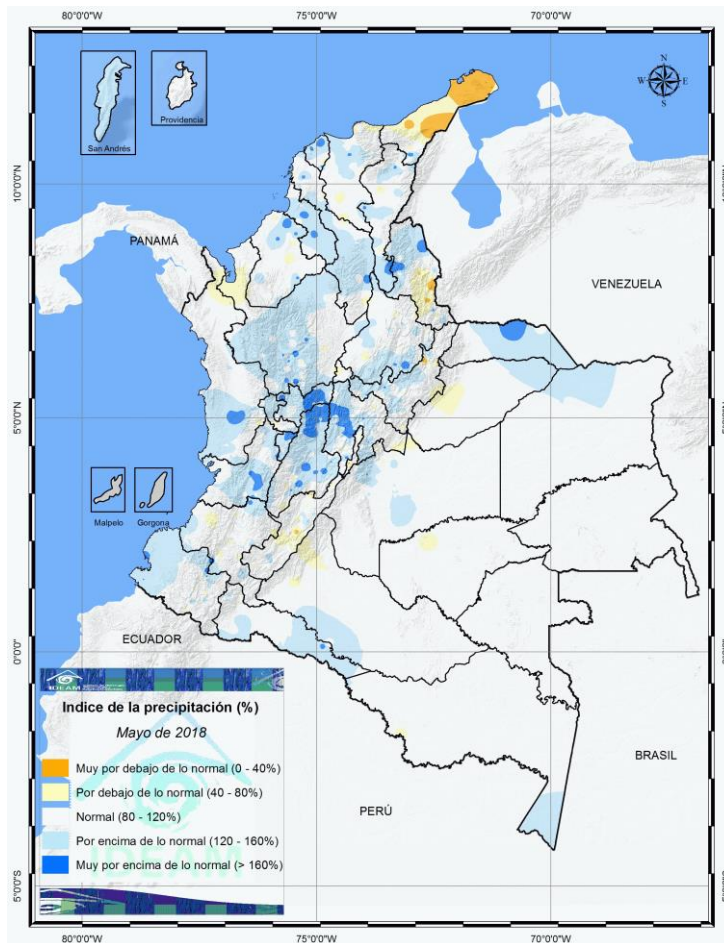 80°0'0"W 75°0'0"W 70°0'0"W
N
W E
S
San Andrés
Providencia
10°0'0"N
PANAMÁ
VENEZUELA
5°0'0"N
Malpelo
Gorgona
ECUADOR
0°0'0"
IDEAM
Indice de la precipitación (%)
Mayo de 2018
Muy por debajo de lo normal (0 - 40%)
Por debajo de lo normal (40 - 80%)
Normal (80 - 120%)
Por encima de lo normal (120 - 160%)
Muy por encima de lo normal (> 160%)
IDEAM
BRASIL
PERÚ
5°0'0"S
80°0'0"W 75°0'0"W 70°0'0"W